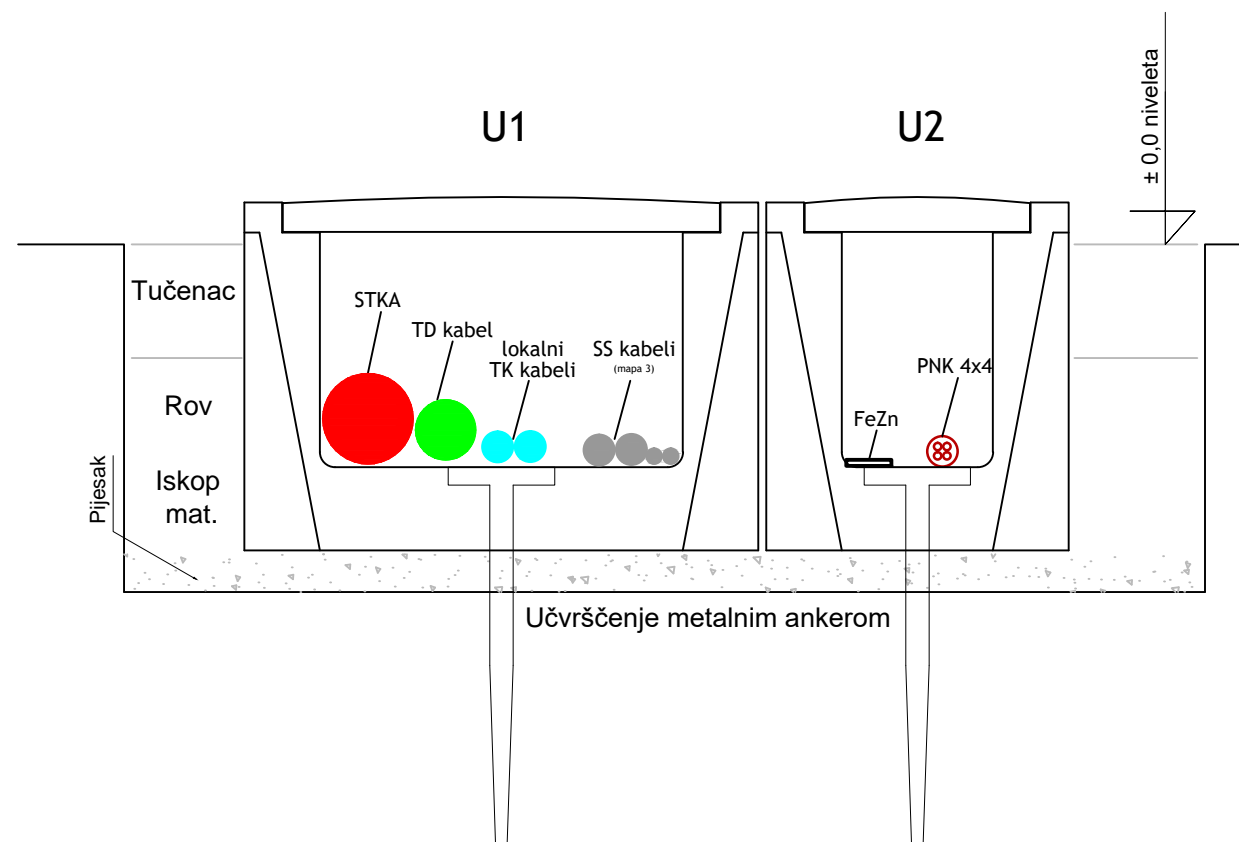 U1
U2
± 0,0 niveleta
Tučenac
STKA
TD kabel
lokalni
TK kabeli
SS kabeli
(mapa 3)
PNK 4x4
FeZn
Rov
Iskop
mat.
Pijesak
Učvrščenje metalnim ankerom